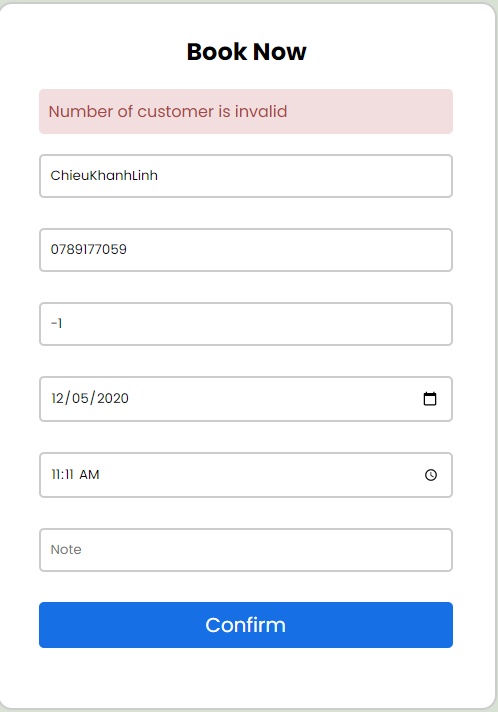 Book Now
Number of customer is invalid
ChieuKhanhLinh
0789177059
-1
12/05/2020
11:11 AM
Note
Confirm